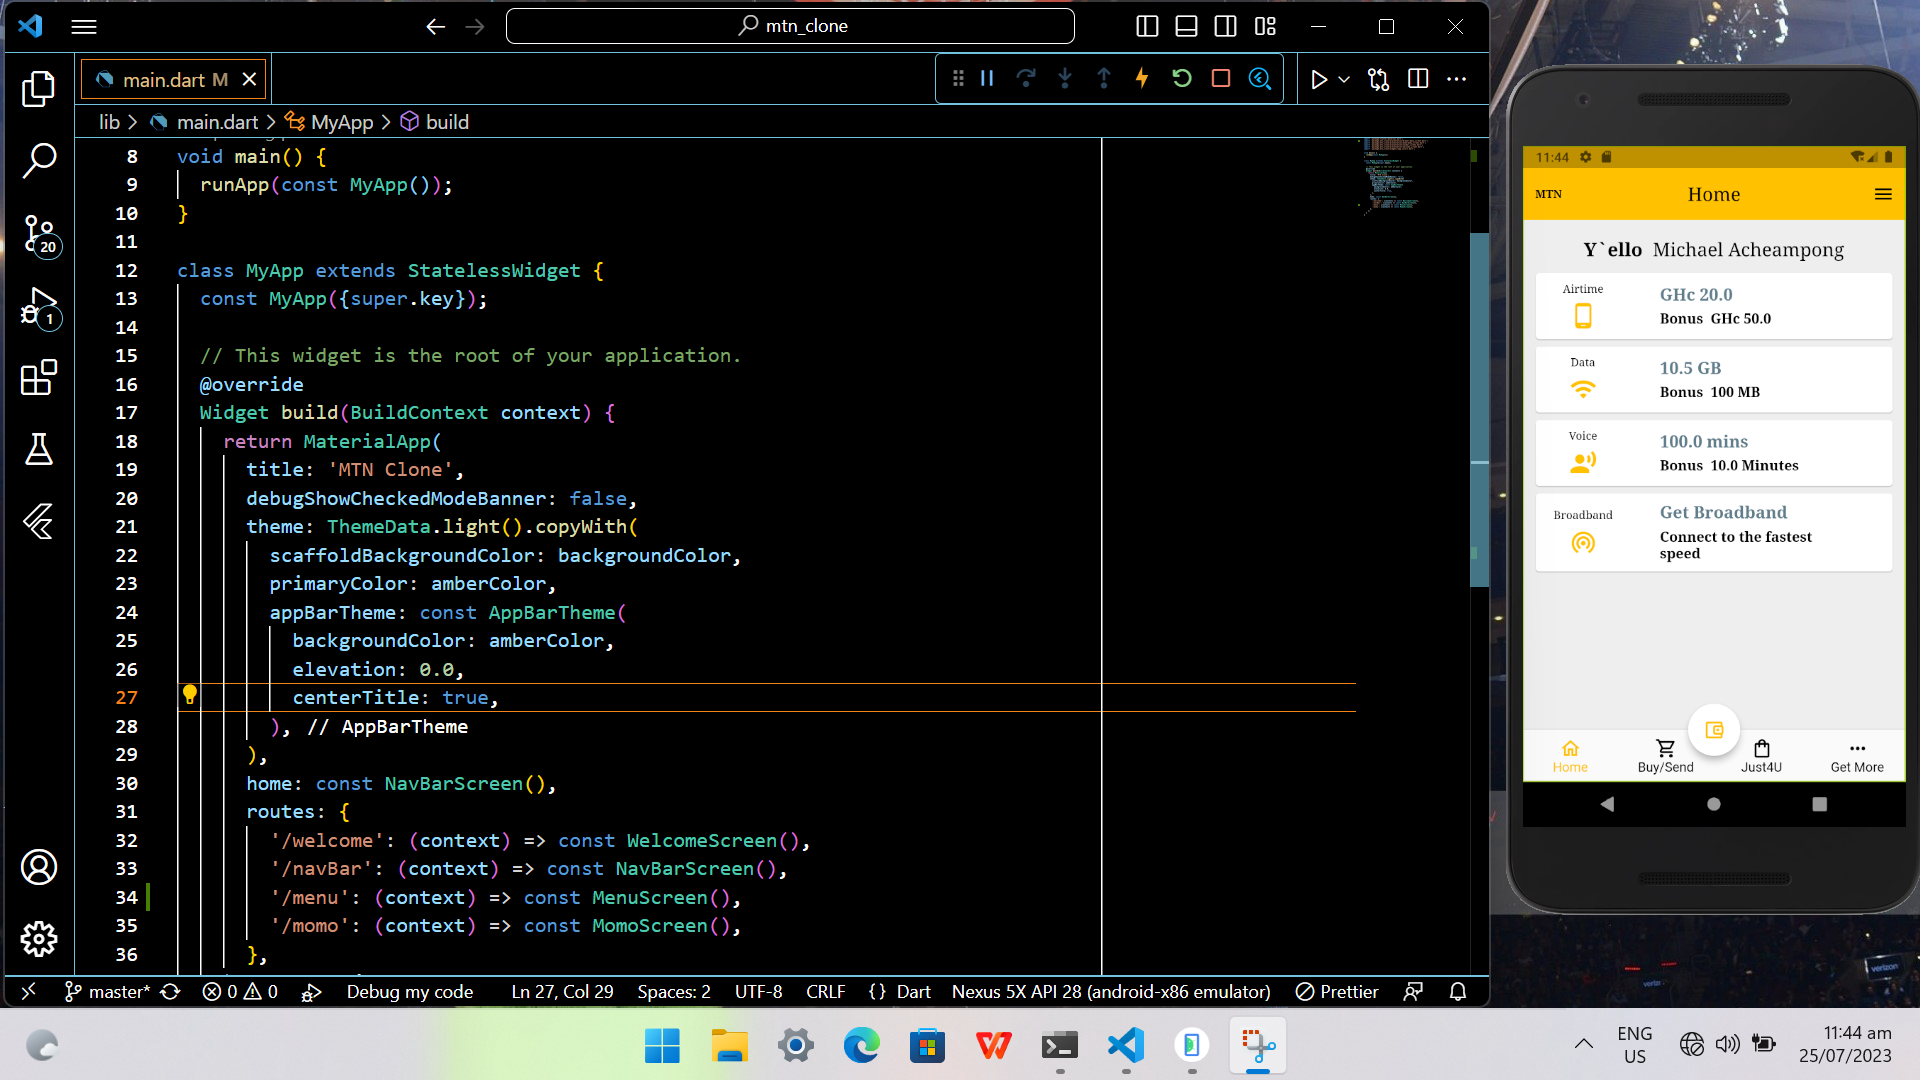 mtn_clone
main.dart M
lib > main.dart > MyApp > build
8 void main() {
9 runApp(const MyApp());
10 }
11
12 class MyApp extends StatelessWidget {
13 const MyApp({super.key});
14
15 // This widget is the root of your application.
16 @override
17 Widget build(BuildContext context) {
18 return MaterialApp(
19 title: 'MTN Clone',
20 debugShowCheckedModeBanner: false,
21 theme: ThemeData.light().copyWith(
22 scaffoldBackgroundColor: backgroundColor,
23 primaryColor: amberColor,
24 appBarTheme: const AppBarTheme(
25 backgroundColor: amberColor,
26 elevation: 0.0,
27 centerTitle: true,
28 ), // AppBarTheme
29 ),
30 home: const NavBarScreen(),
31 routes: {
32 '/welcome': (context) => const WelcomeScreen(),
33 '/navBar': (context) => const NavBarScreen(),
34 '/menu': (context) => const MenuScreen(),
35 '/momo': (context) => const MomoScreen(),
36 },
20
1
master* 0 0 Debug my code Ln 27, Col 29 Spaces: 2 UTF-8 CRLF {} Dart Nexus 5X API 28 (android-x86 emulator) Prettier
11:44
MTN Home
Y`ello Michael Acheampong
Airtime
GHc 20.0
Bonus GHc 50.0
Data
10.5 GB
Bonus 100 MB
Voice
100.0 mins
Bonus 10.0 Minutes
Broadband
Get Broadband
Connect to the fastest
speed
Home Buy/Send Just4U Get More
verizon
ENG
US
11:44 am
25/07/2023